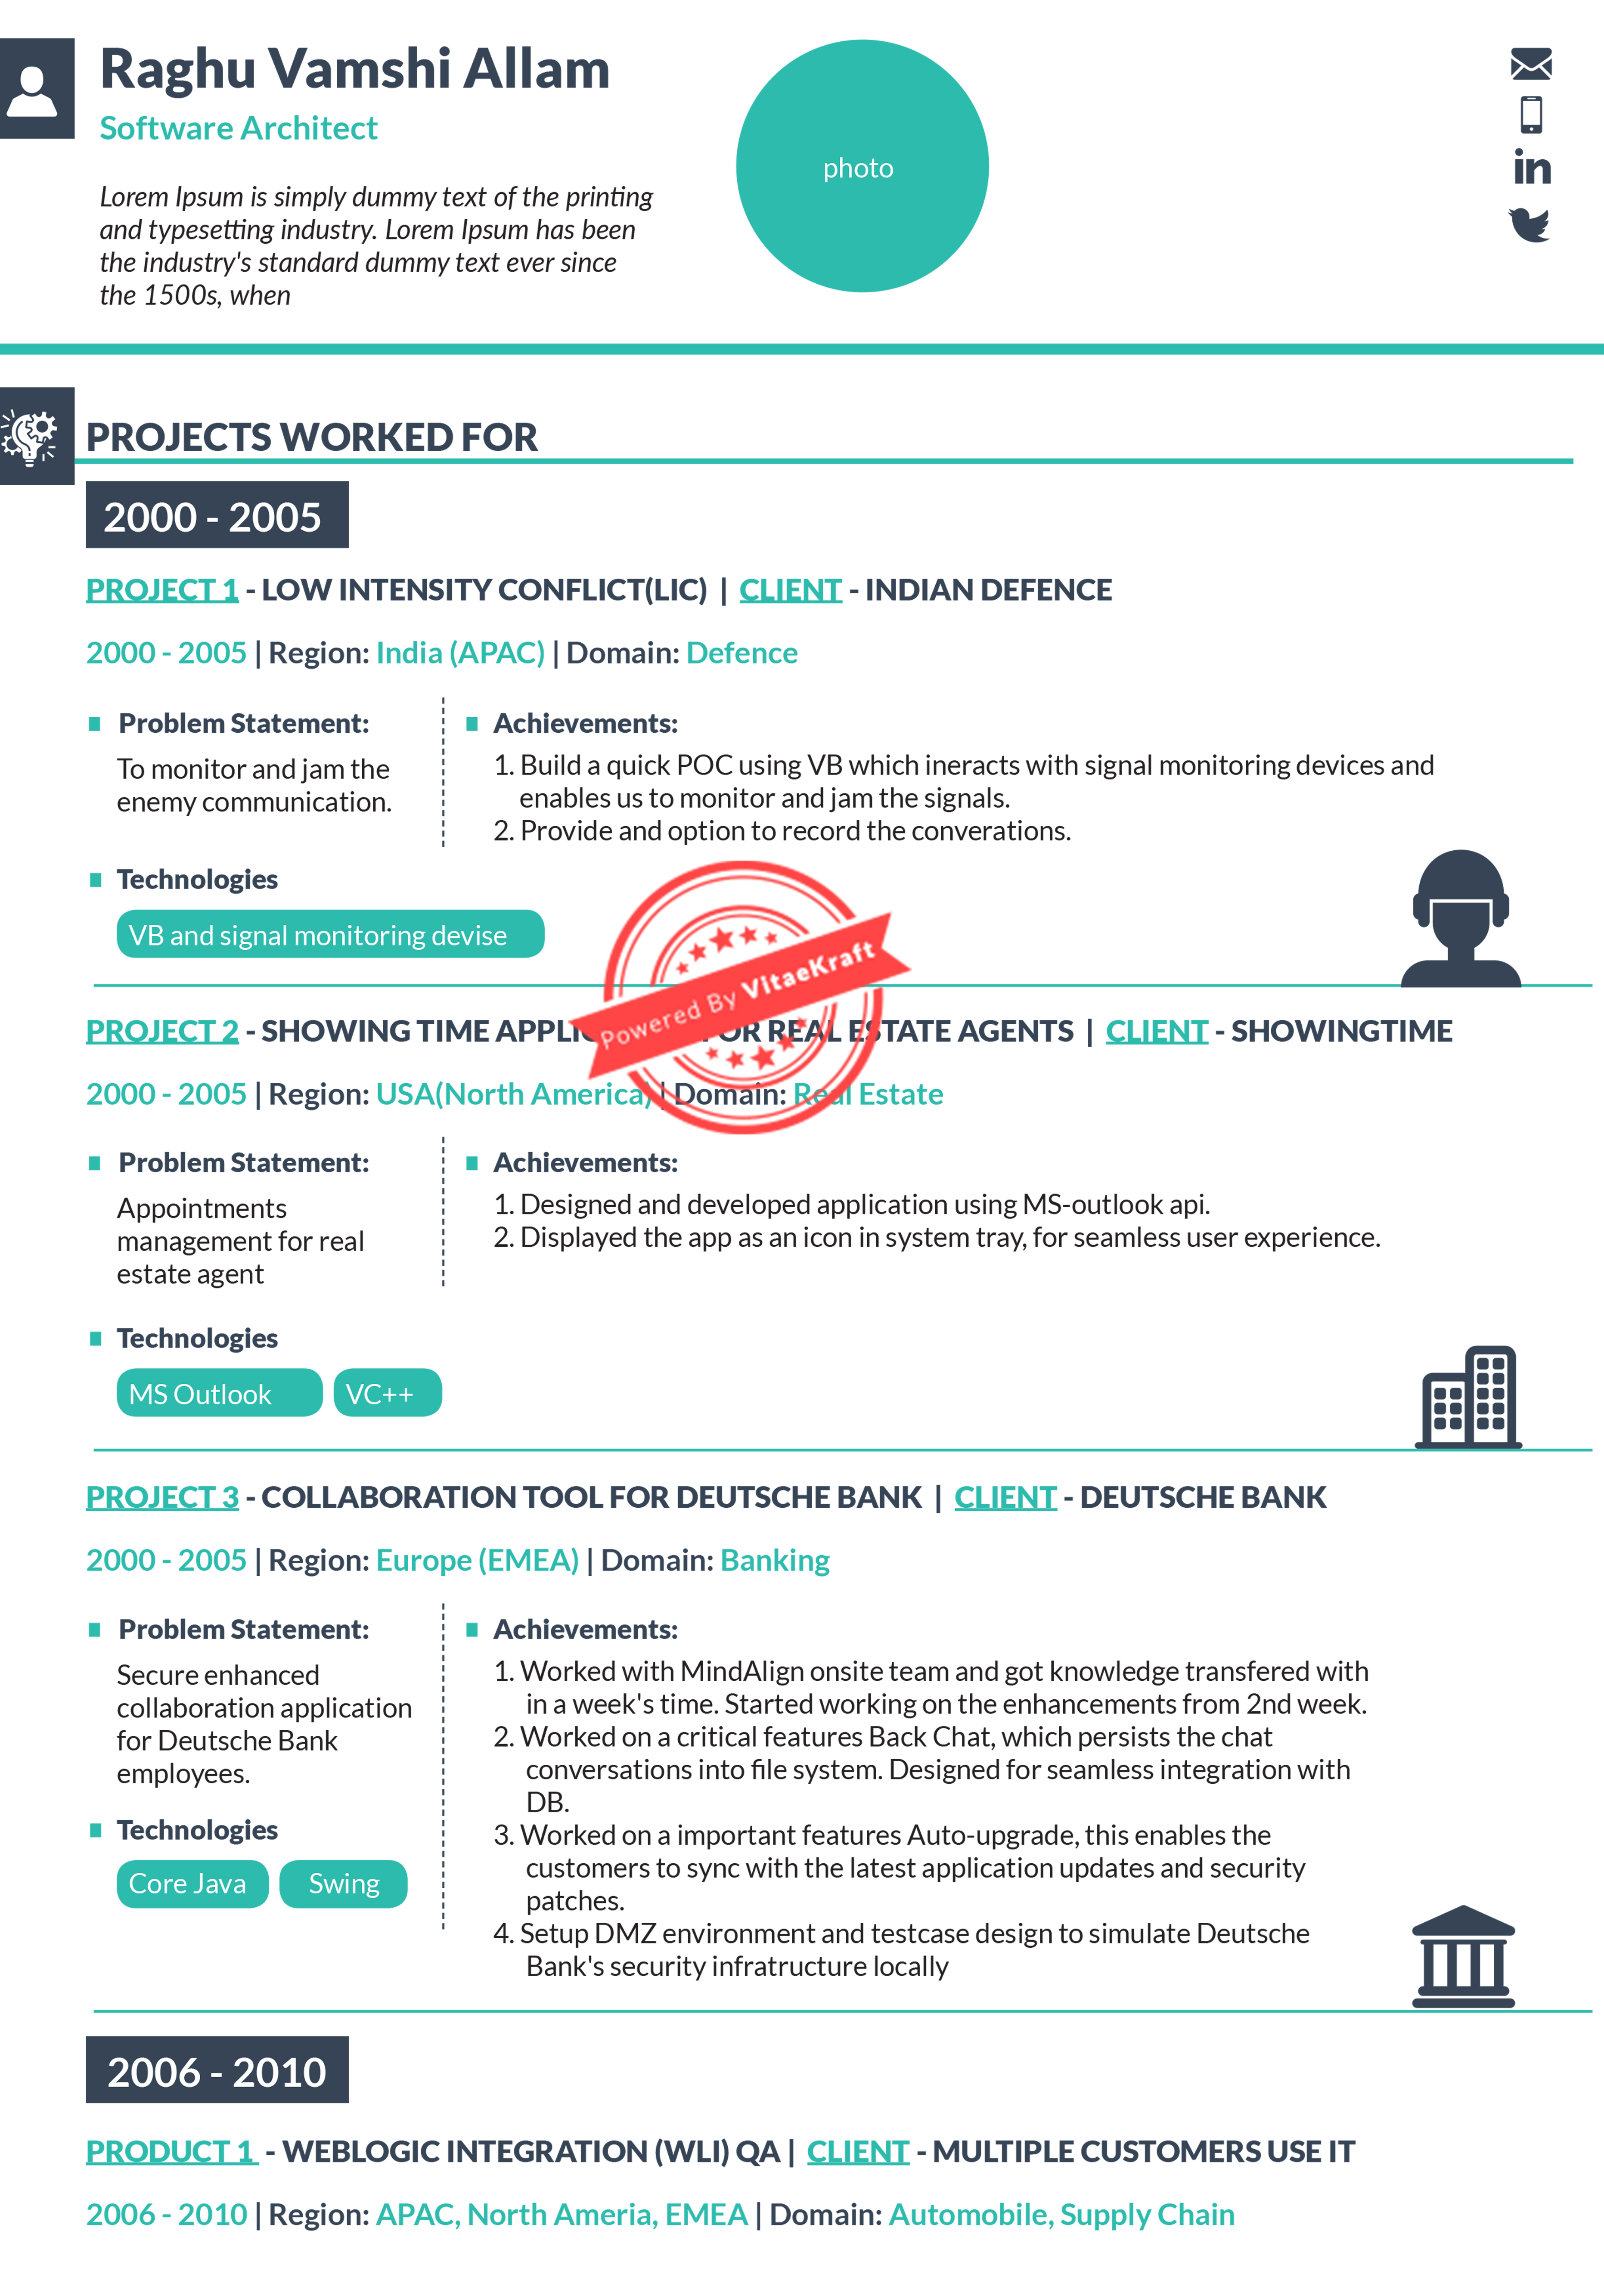 Raghu Vamshi Allam
Software Architect
Lorem Ipsum is simply dummy text of the printing
and typesetting industry. Lorem Ipsum has been
the industry's standard dummy text ever since
the 1500s, when
photo
in
PROJECTS WORKED FOR
2000 - 2005
PROJECT 1 - LOW INTENSITY CONFLICT(LIC) | CLIENT - INDIAN DEFENCE
2000 - 2005 | Region: India (APAC) | Domain: Defence
Problem Statement:
To monitor and jam the
enemy communication.
Achievements:
1. Build a quick POC using VB which ineracts with signal monitoring devices and
enables us to monitor and jam the signals.
2. Provide and option to record the converations.
Technologies
VB and signal monitoring devise
Powered By VitaeKraft
PROJECT 2 - SHOWING TIME REAL ESTATE AGENTS | CLIENT - SHOWINGTIME
2000 - 2005 | Region: USA(North America) | Domain: Real Estate
Problem Statement:
Appointments
management for real
estate agent
Achievements:
1. Designed and developed application using MS-outlook api.
2. Displayed the app as an icon in system tray, for seamless user experience.
Technologies
MS Outlook
VC++
PROJECT 3 - COLLABORATION TOOL FOR DEUTSCHE BANK | CLIENT - DEUTSCHE BANK
2000 - 2005 | Region: Europe (EMEA) | Domain: Banking
Problem Statement:
Secure enhanced
collaboration application
for Deutsche Bank
employees.
Technologies
Core Java
Swing
Achievements:
1. Worked with MindAlign onsite team and got knowledge transfered with
in a week's time. Started working on the enhancements from 2nd week.
2. Worked on a critical features Back Chat, which persists the chat
conversations into file system. Designed for seamless integration with
DB.
3. Worked on a important features Auto-upgrade, this enables the
customers to sync with the latest application updates and security
patches.
4. Setup DMZ environment and testcase design to simulate Deutsche
Bank's security infratructure locally
2006 - 2010
PRODUCT 1 - WEBLOGIC INTEGRATION (WLI) QA | CLIENT - MULTIPLE CUSTOMERS USE IT
2006 - 2010 | Region: APAC, North Ameria, EMEA | Domain: Automobile, Supply Chain